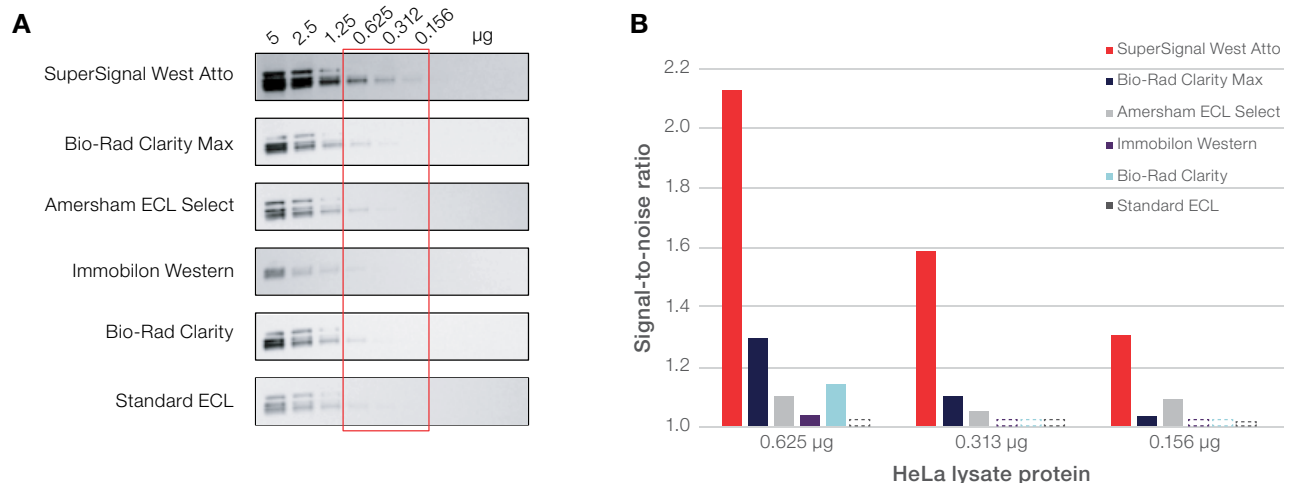 A
5 2.5 1.25 0.625 0.312 0.156 µg
SuperSignal West Atto
Bio-Rad Clarity Max
Amersham ECL Select
Immobilon Western
Bio-Rad Clarity
Standard ECL
B
SuperSignal West Atto
Bio-Rad Clarity Max
Amersham ECL Select
Immobilon Western
Bio-Rad Clarity
Standard ECL
Signal-to-noise ratio
2.2
2.0
1.8
1.6
1.4
1.2
1.0
0.625 µg 0.313 µg 0.156 µg
HeLa lysate protein